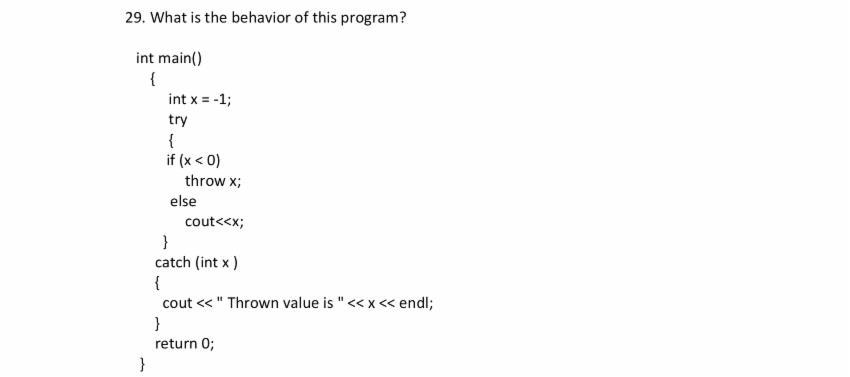 29. What is the behavior of this program?
int main()
{
int x = -1;
try
{
if (x < 0)
throw x;
else
cout<<x;
}
catch (int x )
{
cout << " Thrown value is " << x << endl;
}
return 0;
}